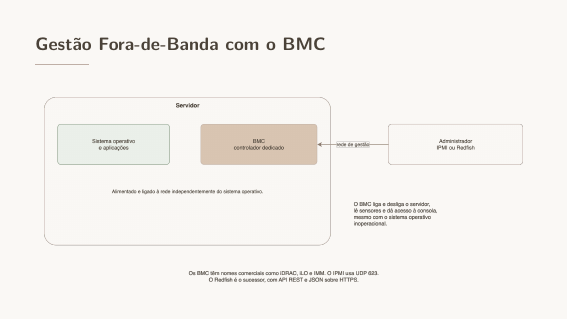 Gestão Fora-de-Banda com o BMC
Servidor
Sistema operativo
e aplicações
BMC
controlador dedicado
rede de gestão
Administrador
IPMI ou Redfish
Alimentado e ligado à rede independentemente do sistema operativo.
O BMC liga e desliga o servidor,
lê sensores e dá acesso à consola,
mesmo com o sistema operativo
inoperacional.
Os BMC têm nomes comerciais como iDRAC, iLO e IMM. O IPMI usa UDP 623.
O Redfish é o sucessor, com API REST e JSON sobre HTTPS.